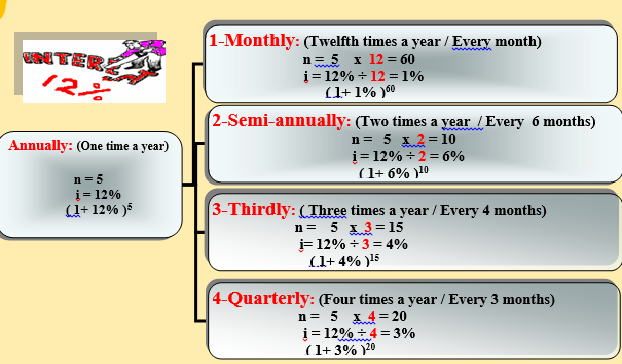 INTERE
12%
Annually: (One time a year)
n = 5
i = 12%
(1+ 12% )⁵
1-Monthly: (Twelfth times a year / Every month)
n = 5 x 12 = 60
i = 12% ÷ 12 = 1%
(1+ 1% )⁶⁰
2-Semi-annually: (Two times a year / Every 6 months)
n = 5 x 2 = 10
i = 12% ÷ 2 = 6%
(1+ 6% )¹⁰
3-Thirdly: ( Three times a year / Every 4 months)
n = 5 x 3 = 15
i= 12% ÷ 3 = 4%
(1+ 4% )¹⁵
4-Quarterly: (Four times a year / Every 3 months)
n = 5 x 4 = 20
i = 12% ÷ 4 = 3%
( 1+ 3% )²⁰